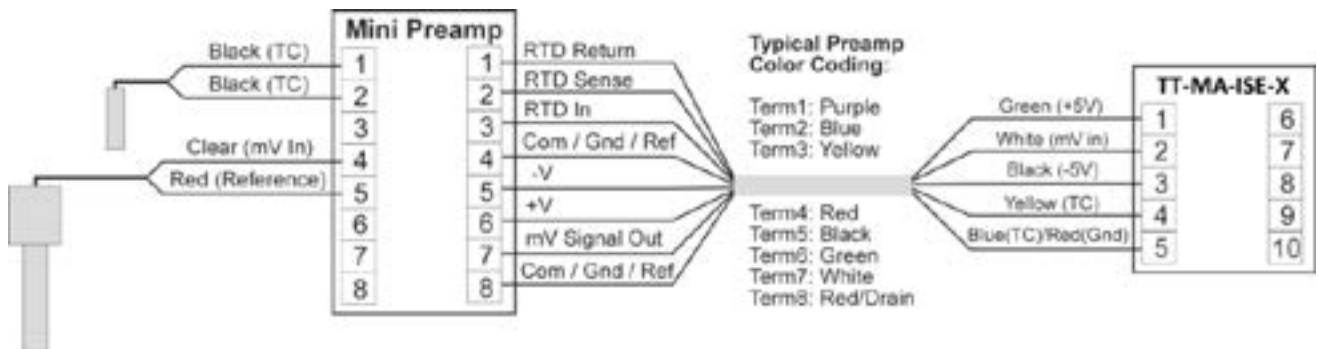 Mini Preamp
Black (TC)
Black (TC)
Clear (mV In)
Red (Reference)
1
2
3
4
5
6
7
8
1
2
3
4
5
6
7
8
RTD Return
RTD Sense
RTD In
Com / Gnd / Ref
-V
+V
mV Signal Out
Com / Gnd / Ref
Typical Preamp
Color Coding:
Term1: Purple
Term2: Blue
Term3: Yellow
Term4: Red
Term5: Black
Term6: Green
Term7: White
Term8: Red/Drain
Green (+5V)
White (mV in)
Black (-5V)
Yellow (TC)
Blue(TC)/Red(Gnd)
TT-MA-ISE-X
1 6
2 7
3 8
4 9
5 10